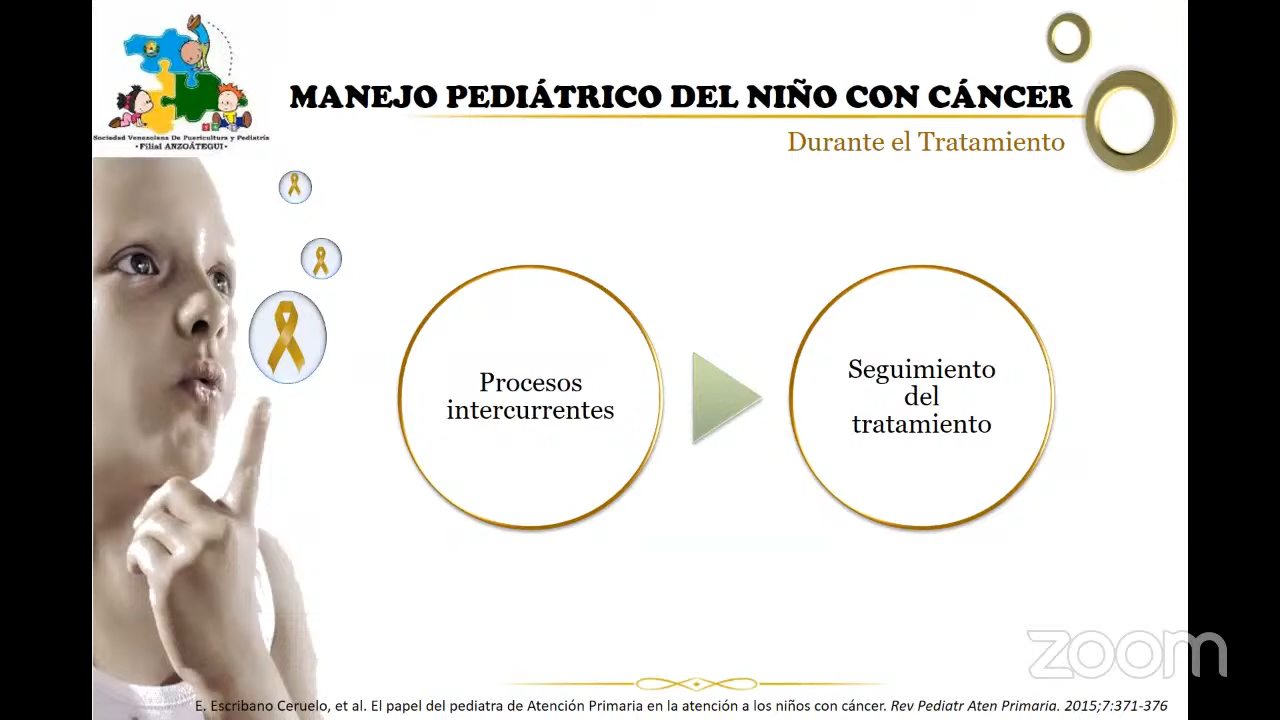 Sociedad Venezolana De Puericultura y Pediatría
• Filial ANZOÁTEGUI •
MANEJO PEDIÁTRICO DEL NIÑO CON CÁNCER
Durante el Tratamiento
Procesos
intercurrentes
Seguimiento
del
tratamiento
zoom
E. Escribano Ceruelo, et al. El papel del pediatra de Atención Primaria en la atención a los niños con cáncer. Rev Pediatr Aten Primaria. 2015;7:371-376